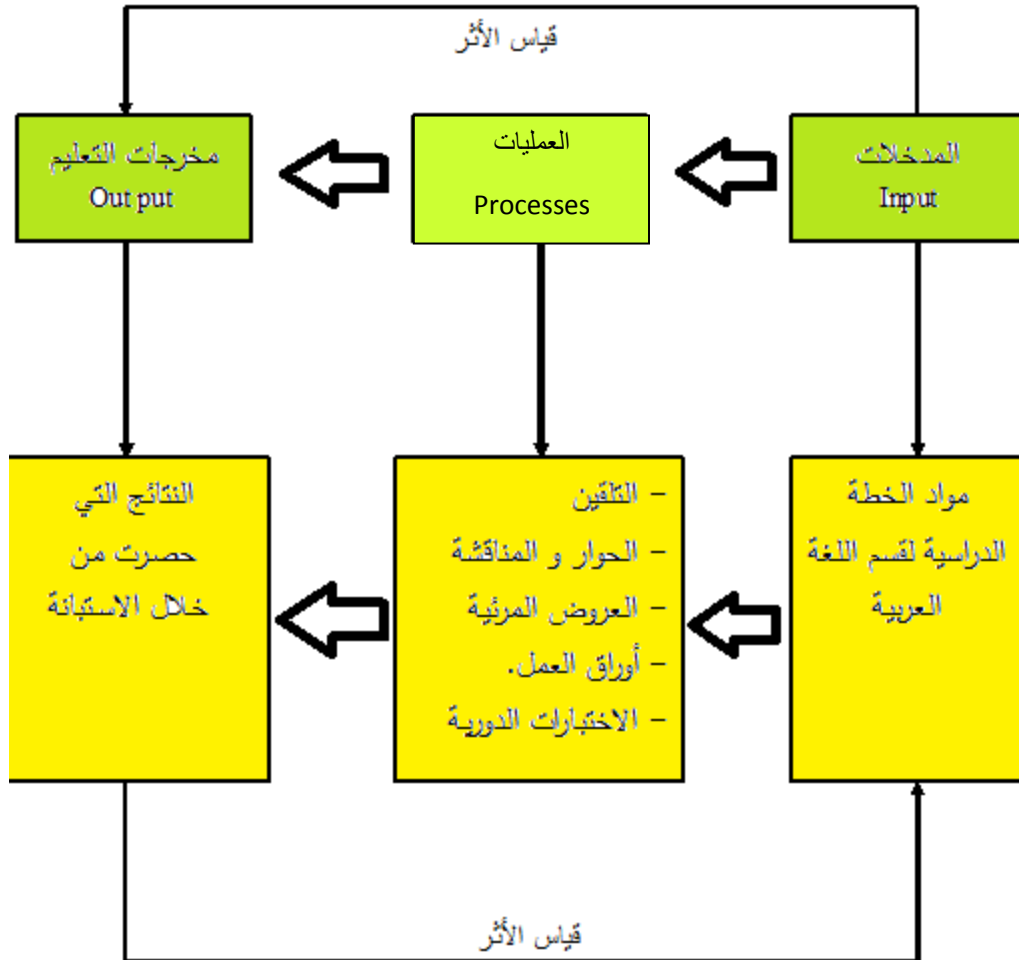 قياس الأثر
المدخلات
Input
العمليات
Processes
مخرجات التعليم
Out put
مواد الخطة
الدراسية لقسم اللغة
العربية
- التلقين
- الحوار و المناقشة
- العروض المرئية
- أوراق العمل.
- الاختبارات الدورية
النتائج التي
حصرت من
خلال الاستبانة
قياس الأثر